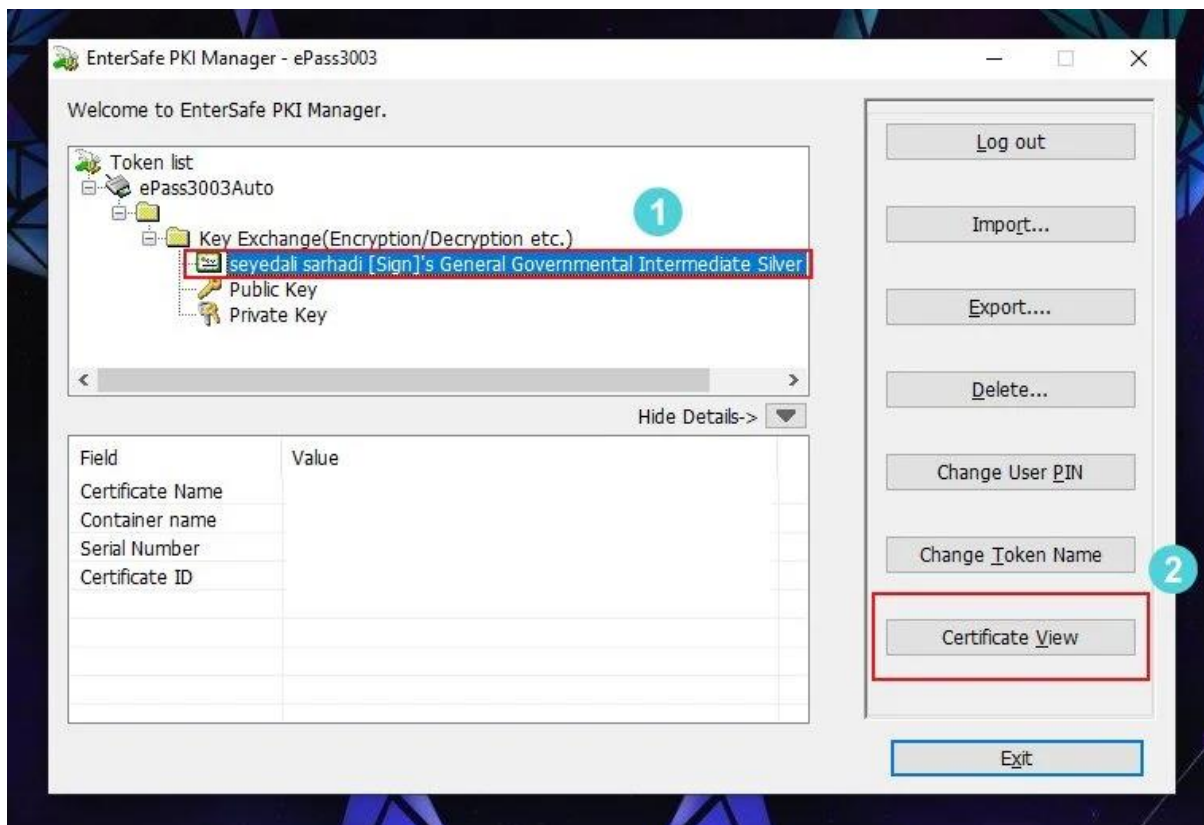 EnterSafe PKI Manager - ePass3003
Welcome to EnterSafe PKI Manager.
Token list
ePass3003Auto
1
Key Exchange(Encryption/Decryption etc.)
seyedali sarhadi [Sign]'s General Governmental Intermediate Silver
Public Key
Private Key
Hide Details->
Field Value
Certificate Name
Container name
Serial Number
Certificate ID
Log out
Import...
Export....
Delete...
Change User PIN
Change Token Name
2
Certificate View
Exit